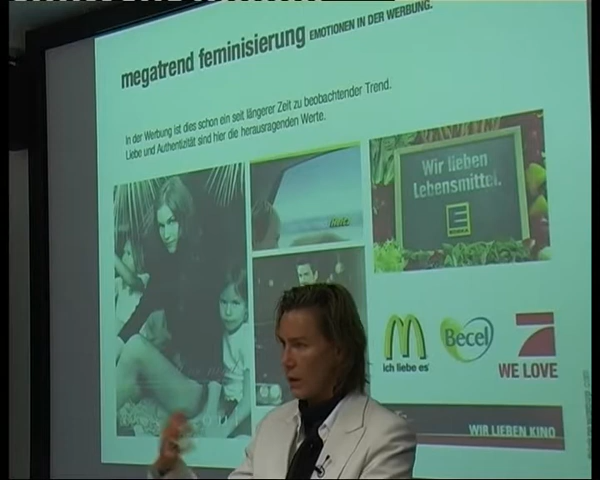 megatrend feminisierung EMOTIONEN IN DER WERBUNG.
In der Werbung ist dies schon ein seit längerer Zeit zu beobachtender Trend.
Liebe und Authentizität sind hier die herausragenden Werte.
Wir lieben
Lebensmittel.
E
EDEKA
M
ich liebe es
Becel
WE LOVE
WIR LIEBEN KINO